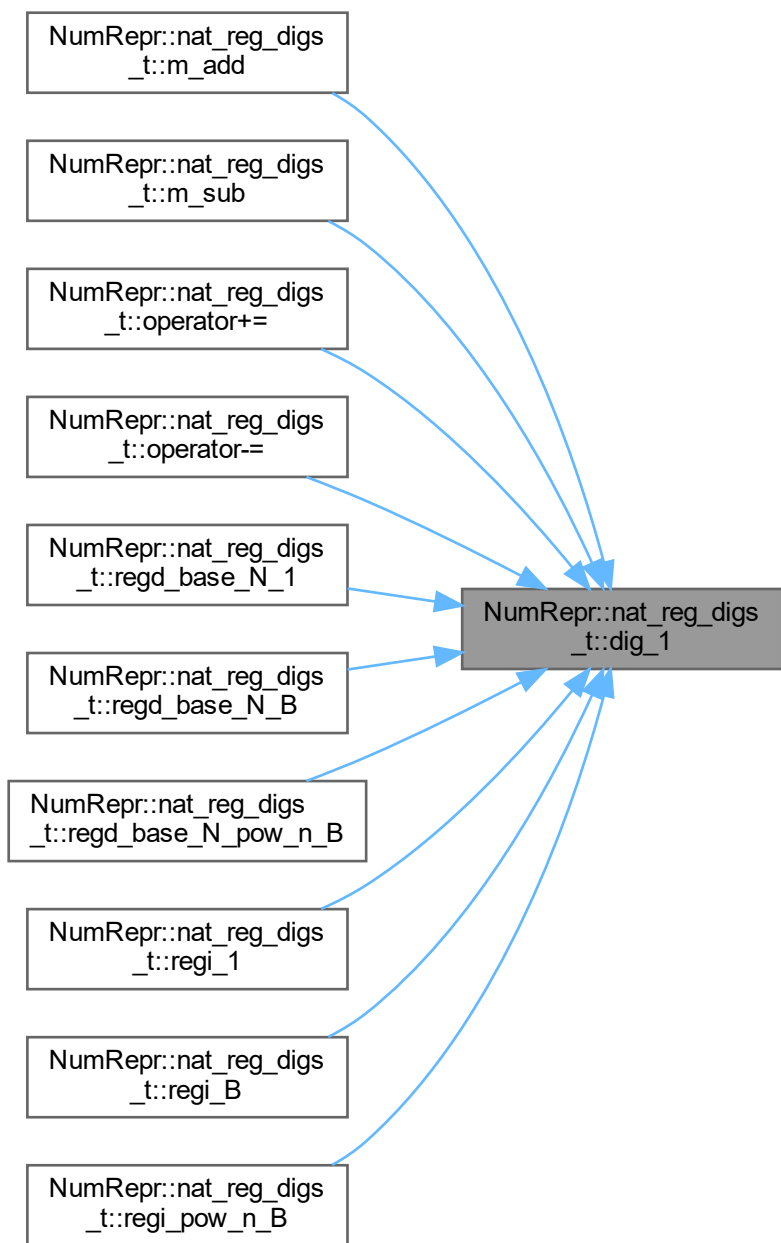 NumRepr::nat_reg_digs
_t::m_add
NumRepr::nat_reg_digs
_t::m_sub
NumRepr::nat_reg_digs
_t::operator+=
NumRepr::nat_reg_digs
_t::operator-=
NumRepr::nat_reg_digs
_t::regd_base_N_1
NumRepr::nat_reg_digs
_t::dig_1
NumRepr::nat_reg_digs
_t::regd_base_N_B
NumRepr::nat_reg_digs
_t::regd_base_N_pow_n_B
NumRepr::nat_reg_digs
_t::regi_1
NumRepr::nat_reg_digs
_t::regi_B
NumRepr::nat_reg_digs
_t::regi_pow_n_B